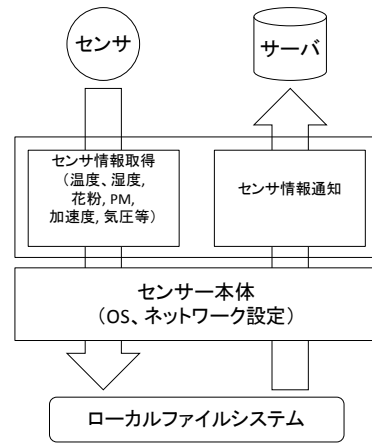 センサ
サーバ
センサ情報取得
（温度、湿度,
花粉, PM,
加速度, 気圧等）
センサ情報通知
センサー本体
（OS、ネットワーク設定）
ローカルファイルシステム